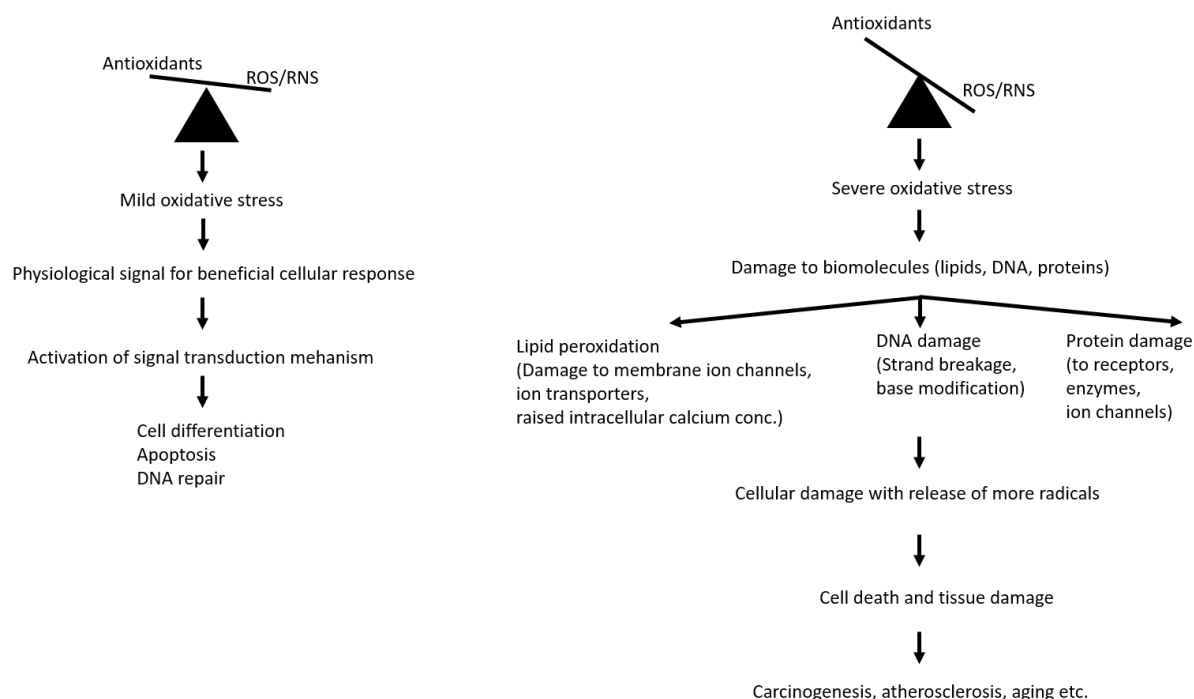 Antioxidants
ROS/RNS
Mild oxidative stress
Physiological signal for beneficial cellular response
Activation of signal transduction mehanism
Cell differentiation
Apoptosis
DNA repair
Antioxidants
ROS/RNS
Severe oxidative stress
Damage to biomolecules (lipids, DNA, proteins)
Lipid peroxidation
(Damage to membrane ion channels,
ion transporters,
raised intracellular calcium conc.)
DNA damage
(Strand breakage,
base modification)
Protein damage
(to receptors,
enzymes,
ion channels)
Cellular damage with release of more radicals
Cell death and tissue damage
Carcinogenesis, atherosclerosis, aging etc.